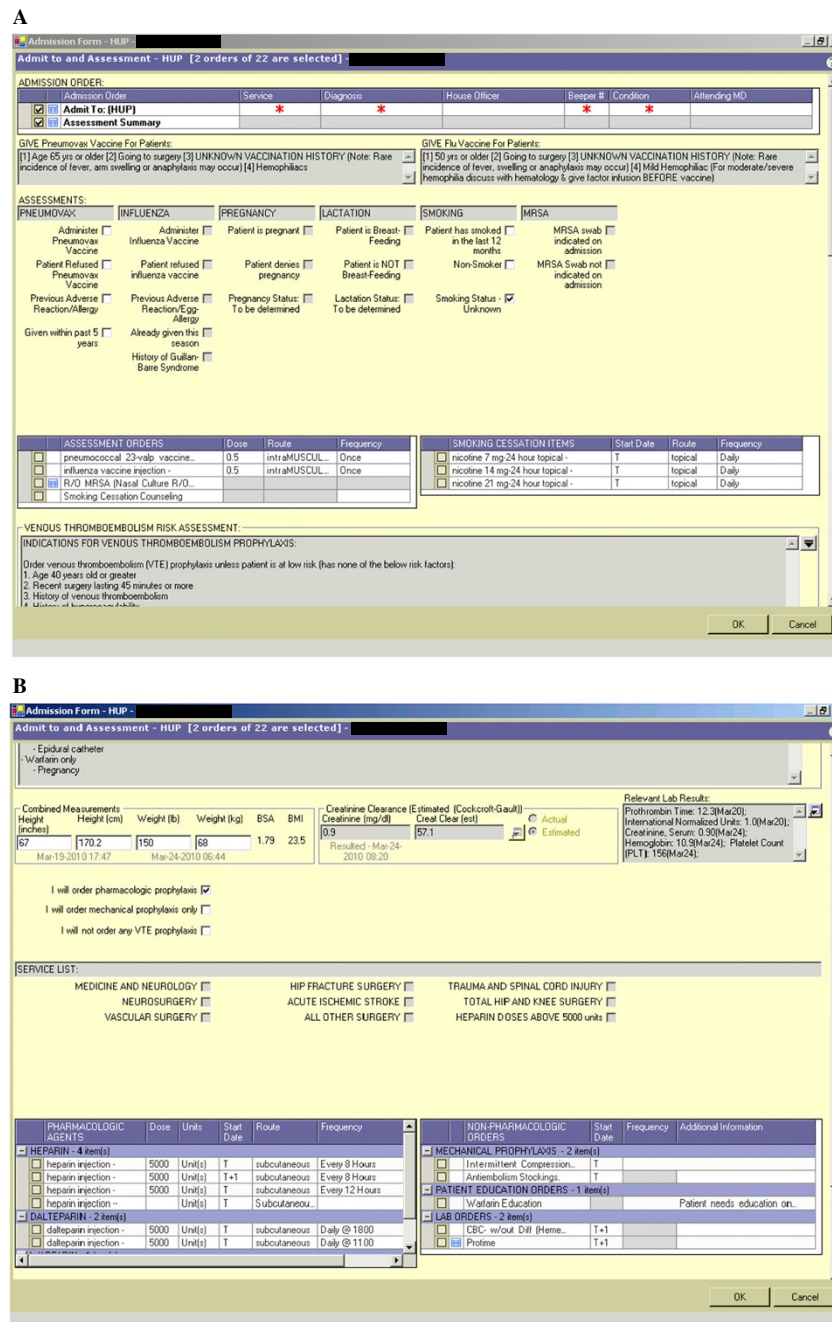 A
Admission Form - HUP -
Admit to and Assessment - HUP [2 orders of 22 are selected] -
ADMISSION ORDER:
Admission Order Service Diagnosis House Officer Beeper # Condition Attending MD
Admit To: (HUP) * * * *
Assessment Summary
GIVE Pneumovax Vaccine For Patients:
[1] Age 65 yrs or older [2] Going to surgery [3] UNKNOWN VACCINATION HISTORY (Note: Rare
incidence of fever, arm swelling or anaphylaxis may occur) [4] Hemophiliacs
GIVE Flu Vaccine For Patients:
[1] 50 yrs or older [2] Going to surgery [3] UNKNOWN VACCINATION HISTORY (Note: Rare
incidence of fever, swelling or anaphylaxis may occur) [4] Mild Hemophiliac (For moderate/severe
hemophilia discuss with hematology & give factor infusion BEFORE vaccine)
ASSESSMENTS:
PNEUMOVAX
Administer
Pneumovax
Vaccine
Patient Refused
Pneumovax
Vaccine
Previous Adverse
Reaction/Allergy
Given within past 5
years
INFLUENZA
Administer
Influenza Vaccine
Patient refused
influenza vaccine
Previous Adverse
Reaction/Egg-
Allergy
Already given this
season
History of Guillan-
Barre Syndrome
PREGNANCY
Patient is pregnant
Patient denies
pregnancy
Pregnancy Status:
To be determined
LACTATION
Patient is Breast-
Feeding
Patient is NOT
Breast-Feeding
Lactation Status:
To be determined
SMOKING
Patient has smoked
in the last 12
months
Non-Smoker
Smoking Status -
Unknown
MRSA
MRSA swab
indicated on
admission
MRSA Swab not
indicated on
admission
ASSESSMENT ORDERS Dose Route Frequency
pneumococcal 23-valp vaccine... 0.5 intraMUSCUL... Once
influenza vaccine injection - 0.5 intraMUSCUL... Once
R/O MRSA (Nasal Culture R/O...
Smoking Cessation Counseling
SMOKING CESSATION ITEMS Start Date Route Frequency
nicotine 7 mg-24 hour topical - T topical Daily
nicotine 14 mg-24 hour topical - T topical Daily
nicotine 21 mg-24 hour topical - T topical Daily
VENOUS THROMBOEMBOLISM RISK ASSESSMENT:
INDICATIONS FOR VENOUS THROMBOEMBOLISM PROPHYLAXIS:
Order venous thromboembolism (VTE) prophylaxis unless patient is at low risk (has none of the below risk factors):
1. Age 40 years old or greater
2. Recent surgery lasting 45 minutes or more
3. History of venous thromboembolism
4. History of hypercoagulability
OK Cancel
B
Admission Form - HUP -
Admit to and Assessment - HUP [2 orders of 22 are selected] -
- Epidural catheter
- Warfarin only
- Pregnancy
Combined Measurements
Height (inches) Height (cm) Weight (lb) Weight (kg) BSA BMI
67 170.2 150 68 1.79 23.5
Mar-19-2010 17:47 Mar-24-2010 06:44
Creatinine Clearance (Estimated (Cockcroft-Gault))
Creatinine (mg/dl) Creat Clear (est) Actual
0.9 57.1 Estimated
Resulted - Mar-24-
2010 08:20
Relevant Lab Results:
Prothrombin Time: 12.3(Mar20);
International Normalized Units: 1.0(Mar20);
Creatinine, Serum: 0.90(Mar24);
Hemoglobin: 10.9(Mar24); Platelet Count
(PLT): 156(Mar24);
I will order pharmacologic prophylaxis
I will order mechanical prophylaxis only
I will not order any VTE prophylaxis
SERVICE LIST:
MEDICINE AND NEUROLOGY HIP FRACTURE SURGERY TRAUMA AND SPINAL CORD INJURY
NEUROSURGERY ACUTE ISCHEMIC STROKE TOTAL HIP AND KNEE SURGERY
VASCULAR SURGERY ALL OTHER SURGERY HEPARIN DOSES ABOVE 5000 units
PHARMACOLOGIC AGENTS Dose Units Start Date Route Frequency
HEPARIN - 4 item(s)
heparin injection - 5000 Unit(s) T subcutaneous Every 8 Hours
heparin injection - 5000 Unit(s) T+1 subcutaneous Every 8 Hours
heparin injection - 5000 Unit(s) T subcutaneous Every 12 Hours
heparin injection -- Unit(s) T Subcutaneou...
DALTEPARIN - 2 item(s)
dalteparin injection - 5000 Unit(s) T subcutaneous Daily @ 1800
dalteparin injection - 5000 Unit(s) T subcutaneous Daily @ 1100
NON-PHARMACOLOGIC ORDERS Start Date Frequency Additional Information
MECHANICAL PROPHYLAXIS - 2 item(s)
Intermittent Compression... T
Antiembolism Stockings. T
PATIENT EDUCATION ORDERS - 1 item(s)
Warfarin Education Patient needs education on...
LAB ORDERS - 2 item(s)
CBC- w/out Diff (Heme... T+1
Protime T+1
OK Cancel